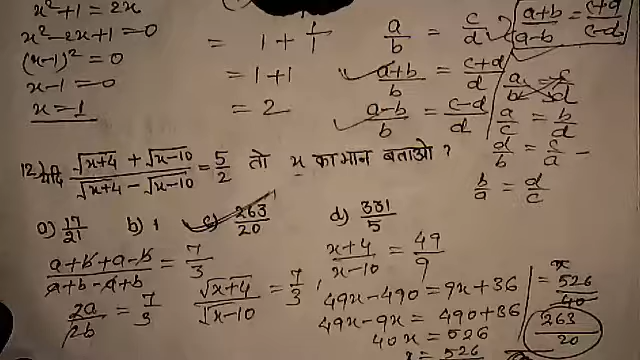 x²+1 = 2x
x²-2x+1 = 0
(x-1)² = 0
x-1 = 0
x = 1
= 1 + 1/1
= 1+1
= 2
a/b = c/d
(a+b)/b = (c+d)/d
(a-b)/b = (c-d)/d
(a+b)/(a-b) = (c+d)/(c-d)
a/b = c/d
a/c = b/d
d/b = c/a
b/a = d/c
12) यदि (√(x+4) + √(x-10))/(√(x+4) - √(x-10)) = 5/2 तो x का मान बताओ ?
a) 17/21 b) 1 c) 263/20 d) 331/5
(a+b+a-b)/(a+b-a+b) = 7/3
2a/2b = 7/3
√(x+4)/√(x-10) = 7/3
(x+4)/(x-10) = 49/9
49x-490 = 9x+36
49x-9x = 490+36
40x = 526
x = 526
= 526/40
263/20